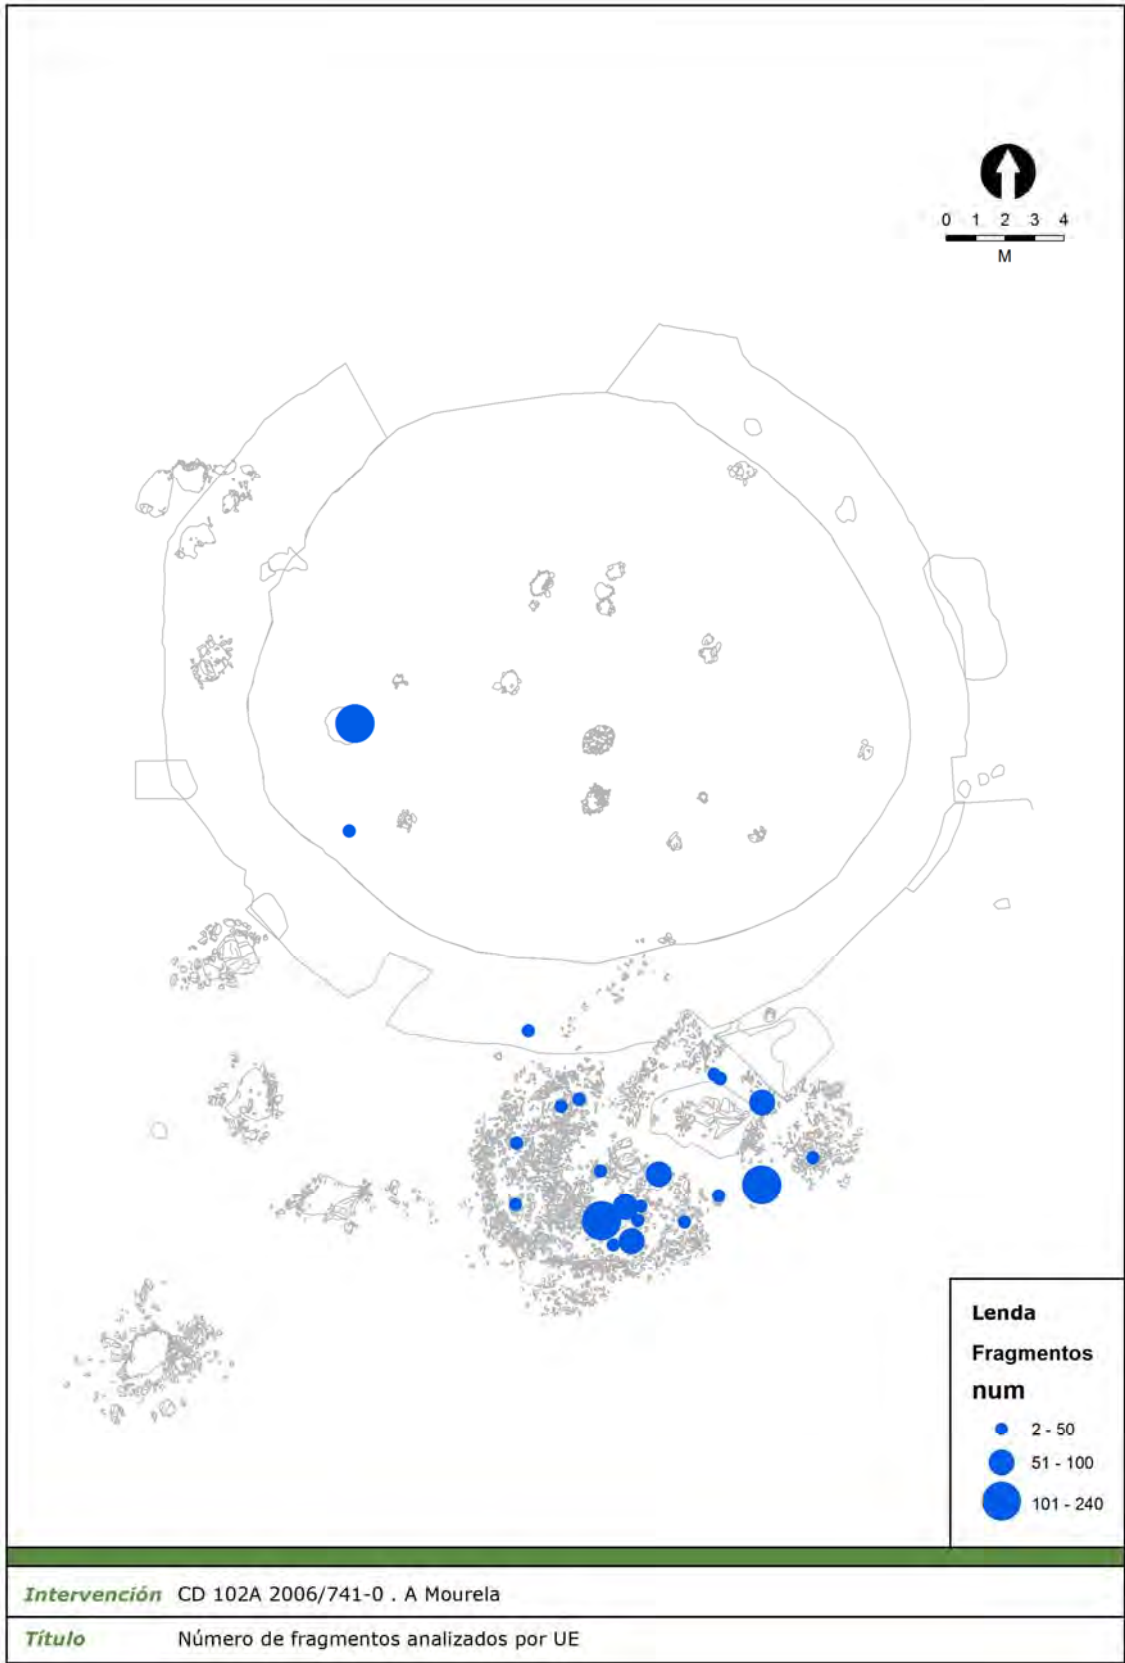 0 1 2 3 4
M
Lenda
Fragmentos
num
2 - 50
51 - 100
101 - 240
Intervención CD 102A 2006/741-0 . A Mourela
Título Número de fragmentos analizados por UE